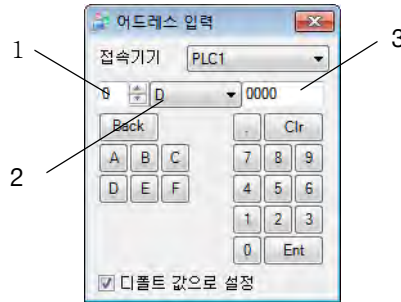 어드레스 입력
1
3
접속기기 PLC1
0 D 0000
2
Back . Clr
A B C 7 8 9
D E F 4 5 6
1 2 3
0 Ent
디폴트 값으로 설정